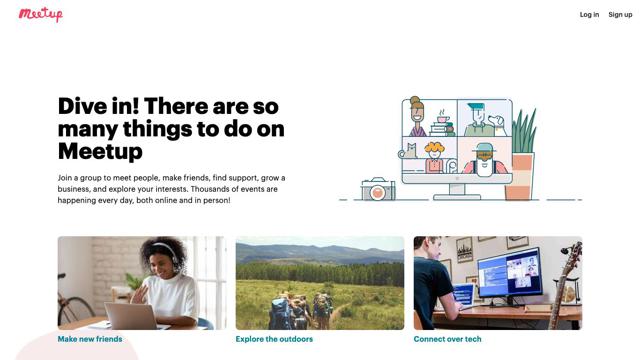 Meetup
Log in Sign up
Dive in! There are so
many things to do on
Meetup
Join a group to meet people, make friends, find support, grow a
business, and explore your interests. Thousands of events are
happening every day, both online and in person!
Make new friends
Explore the outdoors
Connect over tech